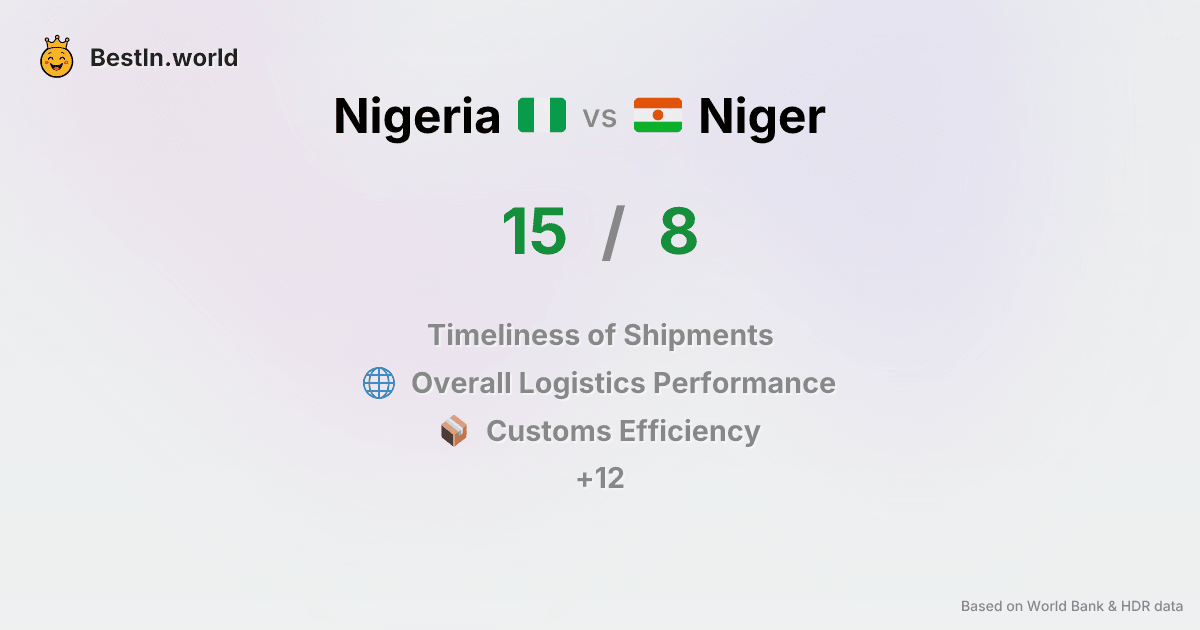 BestIn.world
Nigeria vs Niger
15 / 8
Timeliness of Shipments
Overall Logistics Performance
Customs Efficiency
+12
Based on World Bank & HDR data